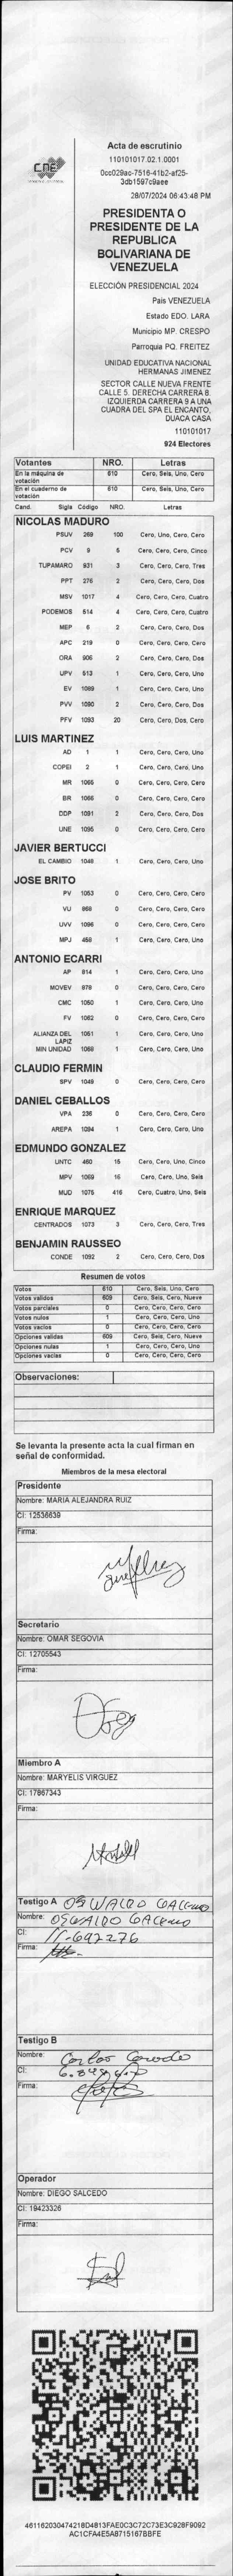 CNE
Acta de escrutinio
110101017.02.1.0001
0cc029ac-7516-41b2-af25-
3db1597c9aee
28/07/2024 06:43:48 PM
PRESIDENTA O
PRESIDENTE DE LA
REPUBLICA
BOLIVARIANA DE
VENEZUELA
ELECCIÓN PRESIDENCIAL 2024
Pais VENEZUELA
Estado EDO. LARA
Municipio MP. CRESPO
Parroquia PQ. FREITEZ
UNIDAD EDUCATIVA NACIONAL
HERMANAS JIMENEZ
SECTOR CALLE NUEVA FRENTE
CALLE 5. DERECHA CARRERA 8.
IZQUIERDA CARRERA 9 A UNA
CUADRA DEL SPA EL ENCANTO,
DUACA CASA
110101017
924 Electores
Votantes NRO. Letras
En la máquina de votación 610 Cero, Seis, Uno, Cero
En el cuaderno de votación 610 Cero, Seis, Uno, Cero
Cand. Sigla Código NRO. Letras
NICOLAS MADURO
PSUV 269 100 Cero, Uno, Cero, Cero
PCV 9 5 Cero, Cero, Cero, Cinco
TUPAMARO 931 3 Cero, Cero, Cero, Tres
PPT 276 2 Cero, Cero, Cero, Dos
MSV 1017 4 Cero, Cero, Cero, Cuatro
PODEMOS 514 4 Cero, Cero, Cero, Cuatro
MEP 6 2 Cero, Cero, Cero, Dos
APC 219 0 Cero, Cero, Cero, Cero
ORA 906 2 Cero, Cero, Cero, Dos
UPV 513 1 Cero, Cero, Cero, Uno
EV 1089 1 Cero, Cero, Cero, Uno
PVV 1090 2 Cero, Cero, Cero, Dos
PFV 1093 20 Cero, Cero, Dos, Cero
LUIS MARTINEZ
AD 1 1 Cero, Cero, Cero, Uno
COPEI 2 1 Cero, Cero, Cero, Uno
MR 1065 0 Cero, Cero, Cero, Cero
BR 1066 0 Cero, Cero, Cero, Cero
DDP 1091 2 Cero, Cero, Cero, Dos
UNE 1095 0 Cero, Cero, Cero, Cero
JAVIER BERTUCCI
EL CAMBIO 1048 1 Cero, Cero, Cero, Uno
JOSE BRITO
PV 1053 0 Cero, Cero, Cero, Cero
VU 868 0 Cero, Cero, Cero, Cero
UVV 1096 0 Cero, Cero, Cero, Cero
MPJ 458 1 Cero, Cero, Cero, Uno
ANTONIO ECARRI
AP 914 1 Cero, Cero, Cero, Uno
MOVEV 978 0 Cero, Cero, Cero, Cero
CMC 1050 1 Cero, Cero, Cero, Uno
FV 1062 0 Cero, Cero, Cero, Cero
ALIANZA DEL LAPIZ 1051 1 Cero, Cero, Cero, Uno
MIN UNIDAD 1068 1 Cero, Cero, Cero, Uno
CLAUDIO FERMIN
SPV 1049 0 Cero, Cero, Cero, Cero
DANIEL CEBALLOS
VPA 236 0 Cero, Cero, Cero, Cero
AREPA 1094 1 Cero, Cero, Cero, Uno
EDMUNDO GONZALEZ
UNTC 460 15 Cero, Cero, Uno, Cinco
MPV 1069 16 Cero, Cero, Uno, Seis
MUD 1075 416 Cero, Cuatro, Uno, Seis
ENRIQUE MARQUEZ
CENTRADOS 1073 3 Cero, Cero, Cero, Tres
BENJAMIN RAUSSEO
CONDE 1092 2 Cero, Cero, Cero, Dos
Resumen de votos
Votos 610 Cero, Seis, Uno, Cero
Votos validos 609 Cero, Seis, Cero, Nueve
Votos parciales 0 Cero, Cero, Cero, Cero
Votos nulos 1 Cero, Cero, Cero, Uno
Votos vacios 0 Cero, Cero, Cero, Cero
Opciones validas 609 Cero, Seis, Cero, Nueve
Opciones nulas 1 Cero, Cero, Cero, Uno
Opciones vacias 0 Cero, Cero, Cero, Cero
Observaciones:
Se levanta la presente acta la cual firman en
señal de conformidad.
Miembros de la mesa electoral
Presidente
Nombre: MARIA ALEJANDRA RUIZ
CI: 12536639
Firma:
Secretario
Nombre: OMAR SEGOVIA
CI: 12705543
Firma:
Miembro A
Nombre: MARYELIS VIRGUEZ
CI: 17867343
Firma:
Testigo A OSWALDO
Nombre: OSWALDO
CI: 11-692276
Firma:
Testigo B
Nombre: Carlos
CI:
Firma:
Operador
Nombre: DIEGO SALCEDO
CI: 19423326
Firma:
461162030474218D4813FAE0C3C72C73E3C928F9092
AC1CFA4E5A8715167BBFE